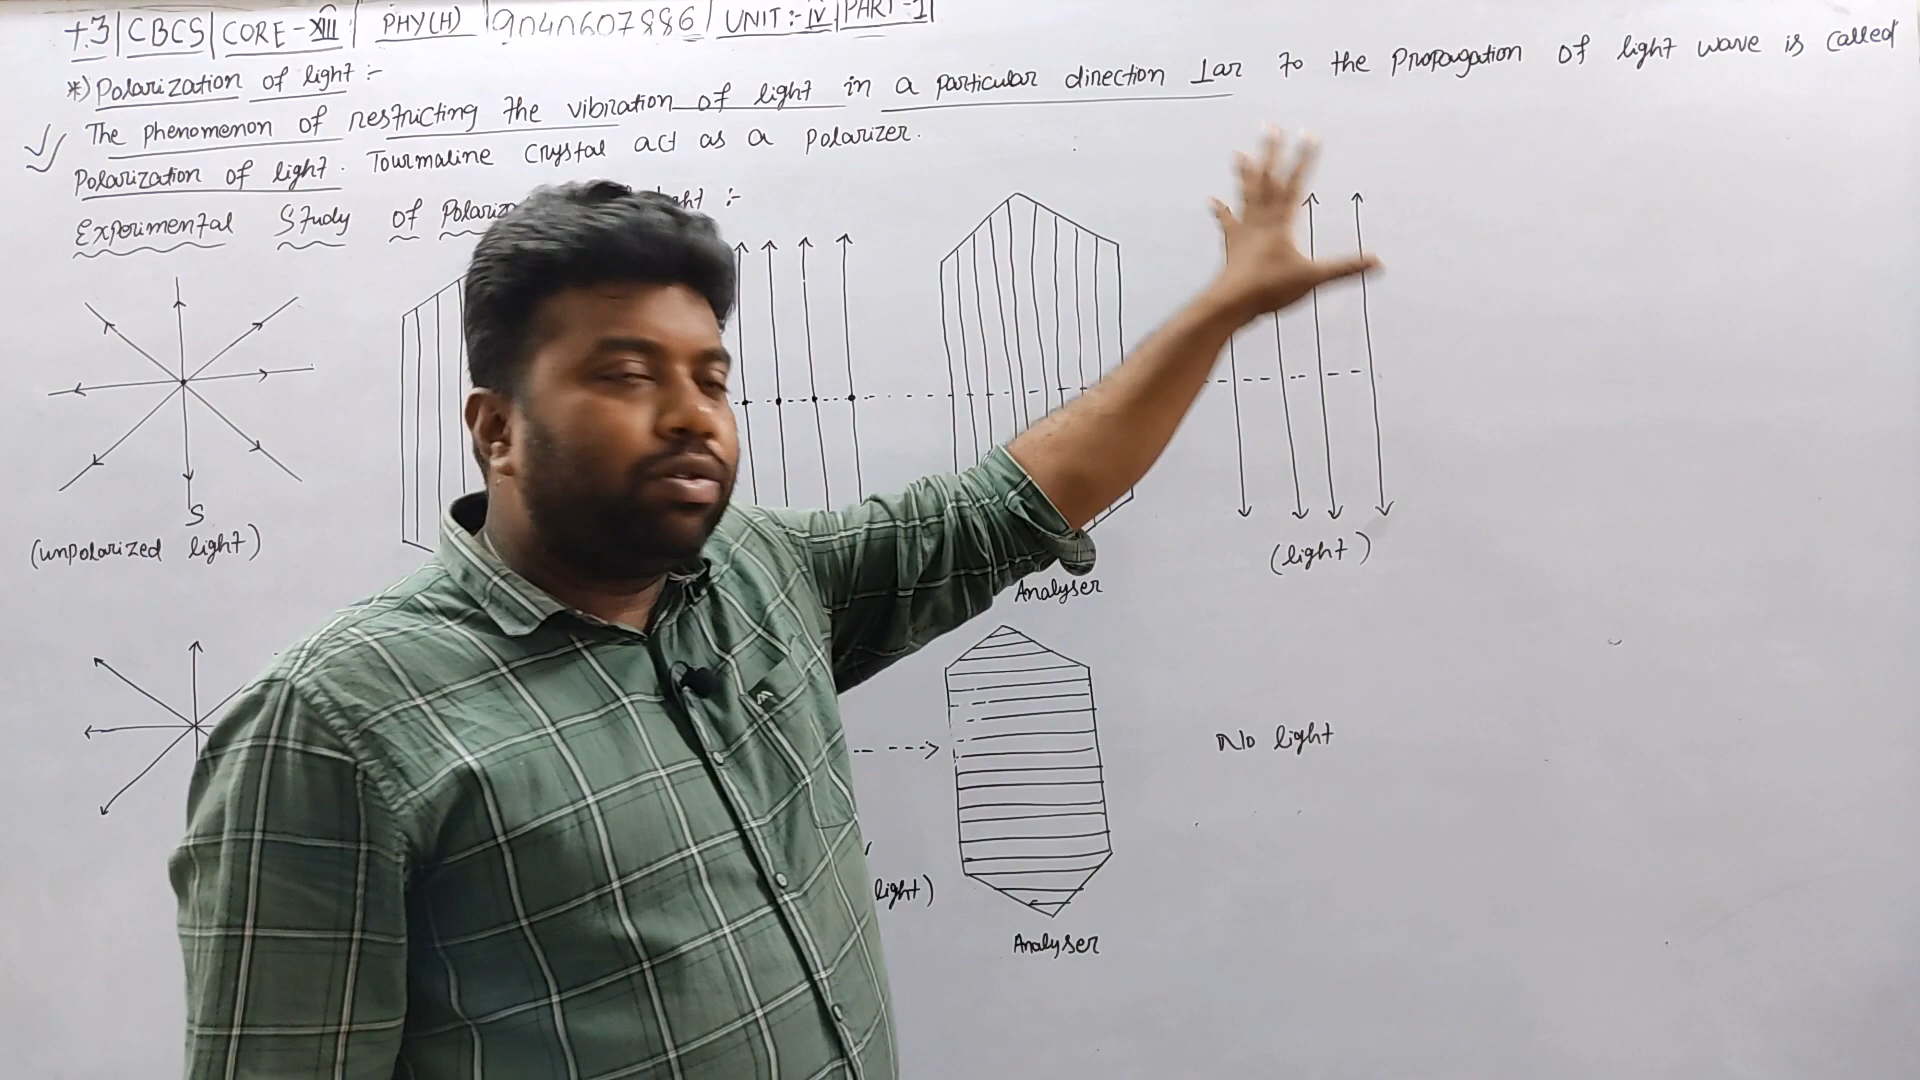 +3 | CBCS | CORE - XIII | PHY(H) | 9040607886 | UNIT :- IV | PART - I |
*) Polarization of light :-
The phenomenon of restricting the vibration of light in a particular direction ⊥ar to the propagation of light wave is called
Polarization of light. Tourmaline crystal act as a polarizer.
Experimental Study of :-
S
(unpolarized light)
(light)
Analyser
No light
light)
Analyser